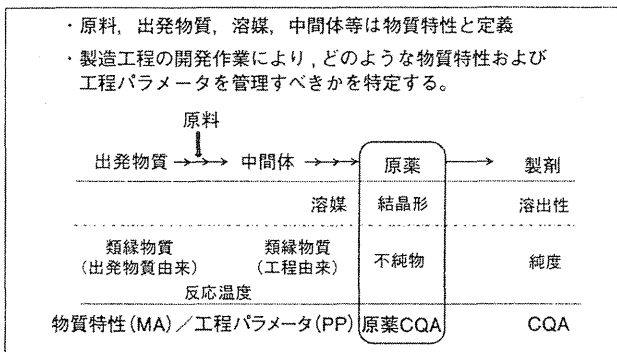 ・原料，出発物質，溶媒，中間体等は物質特性と定義
・製造工程の開発作業により，どのような物質特性および
工程パラメータを管理すべきかを特定する。
原料
出発物質 →→→ 中間体 →→→ 原薬 → 製剤
溶媒 結晶形 溶出性
類縁物質 類縁物質 不純物 純度
(出発物質由来) (工程由来)
反応温度
物質特性(MA)／工程パラメータ(PP) 原薬CQA CQA